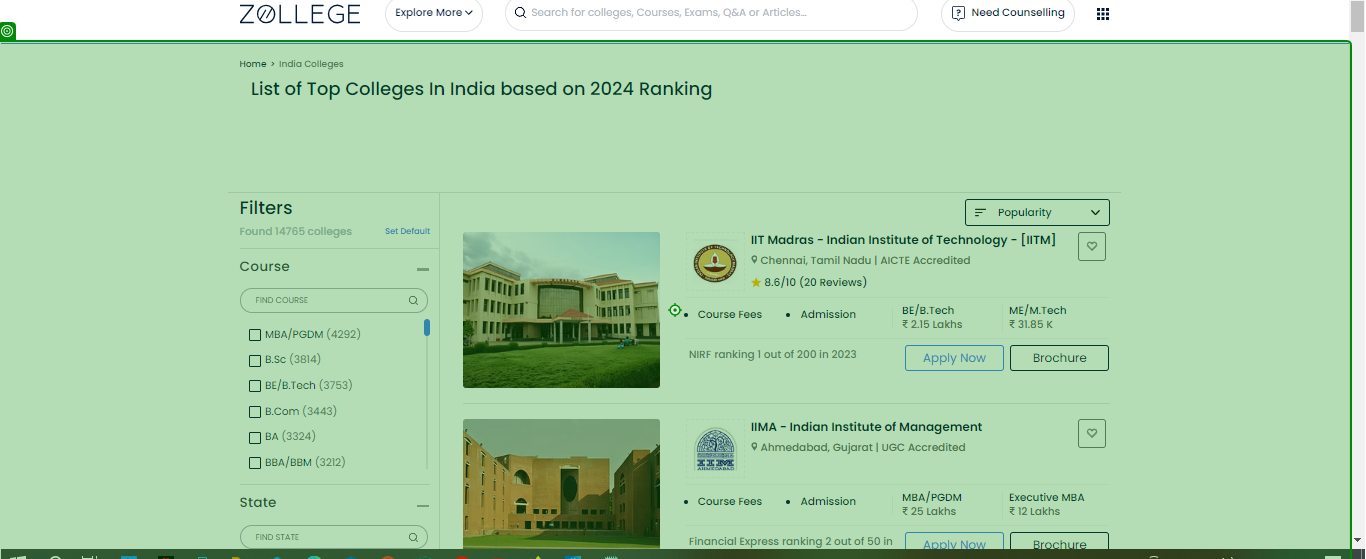 ZOLLEGE
Explore More
Search for colleges, Courses, Exams, Q&A or Articles...
Need Counselling
Home > India Colleges
List of Top Colleges In India based on 2024 Ranking
Filters
Found 14765 colleges
Set Default
Course
FIND COURSE
MBA/PGDM (4292)
B.Sc (3814)
BE/B.Tech (3753)
B.Com (3443)
BA (3324)
BBA/BBM (3212)
State
FIND STATE
Popularity
IIT Madras - Indian Institute of Technology - [IITM]
Chennai, Tamil Nadu | AICTE Accredited
8.6/10 (20 Reviews)
• Course Fees • Admission
BE/B.Tech
₹ 2.15 Lakhs
ME/M.Tech
₹ 31.85 K
NIRF ranking 1 out of 200 in 2023
Apply Now
Brochure
IIMA - Indian Institute of Management
Ahmedabad, Gujarat | UGC Accredited
IIM
AHMEDABAD
• Course Fees • Admission
MBA/PGDM
₹ 25 Lakhs
Executive MBA
₹ 12 Lakhs
Financial Express ranking 2 out of 50 in
Apply Now
Brochure